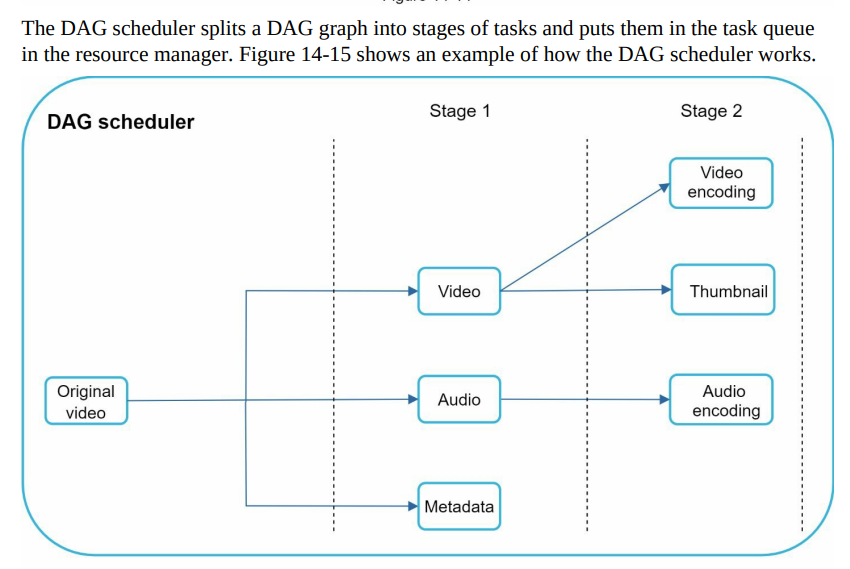 The DAG scheduler splits a DAG graph into stages of tasks and puts them in the task queue
in the resource manager. Figure 14-15 shows an example of how the DAG scheduler works.
DAG scheduler
Stage 1
Stage 2
Video
encoding
Video
Thumbnail
Original
video
Audio
Audio
encoding
Metadata